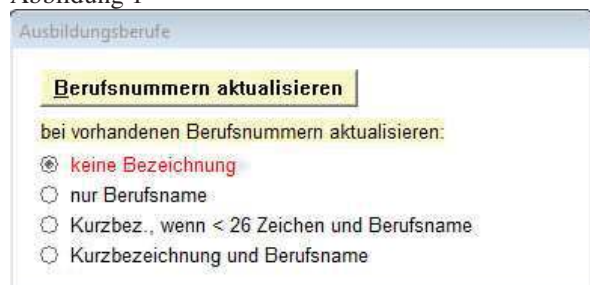 Abbildung 1
Ausbildungsberufe
Berufsnummern aktualisieren
bei vorhandenen Berufsnummern aktualisieren:
keine Bezeichnung
nur Berufsname
Kurzbez., wenn < 26 Zeichen und Berufsname
Kurzbezeichnung und Berufsname